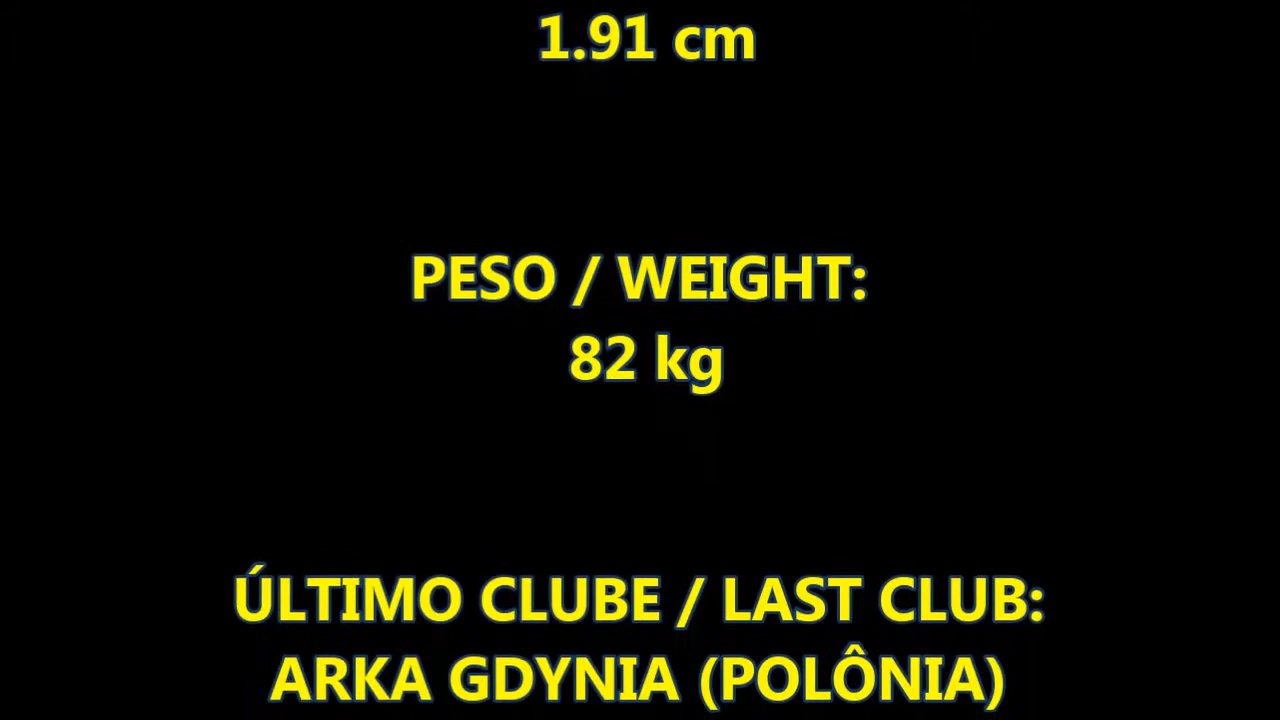 1.91 cm
PESO / WEIGHT:
82 kg
ÚLTIMO CLUBE / LAST CLUB:
ARKA GDYNIA (POLÔNIA)